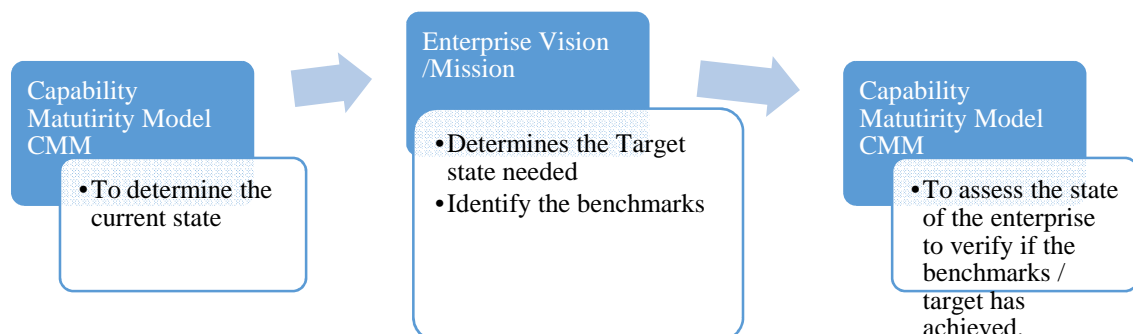 Capability
Matutirity Model
CMM
•To determine the
current state
Enterprise Vision
/Mission
•Determines the Target
state needed
•Identify the benchmarks
Capability
Matutirity Model
CMM
•To assess the state
of the enterprise
to verify if the
benchmarks /
target has
achieved.